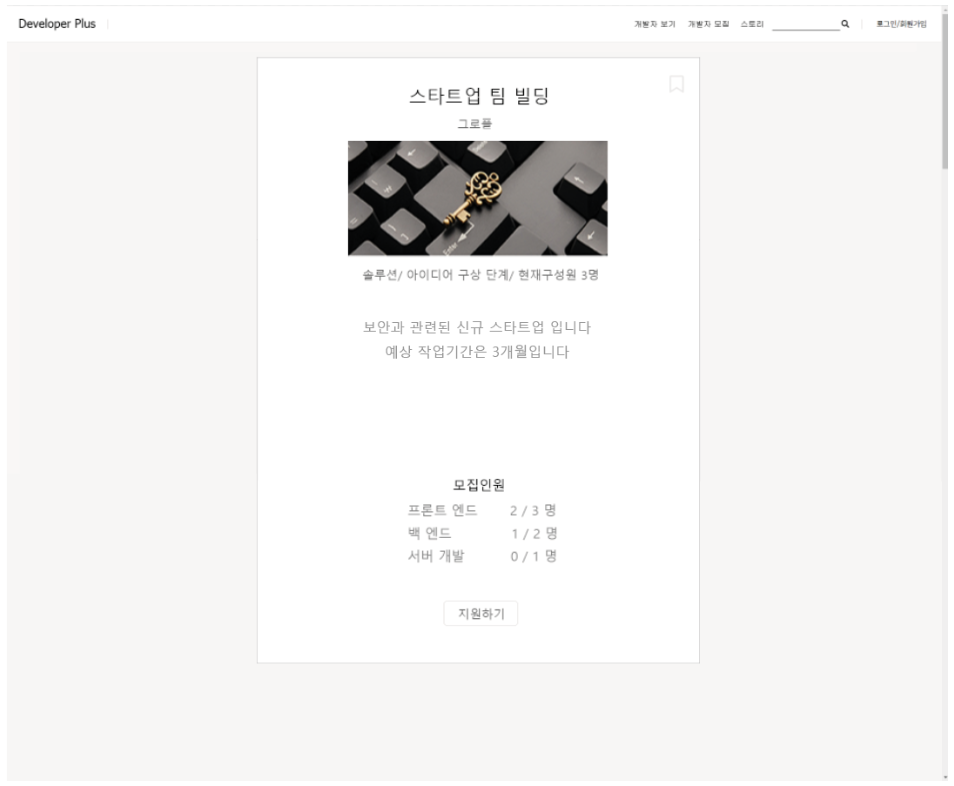 Developer Plus
개발자 보기 개발자 모집 스토리 로그인/회원가입
스타트업 팀 빌딩
그로플
Enter
솔루션/ 아이디어 구상 단계/ 현재구성원 3명
보안과 관련된 신규 스타트업 입니다
예상 작업기간은 3개월입니다
모집인원
프론트 엔드 2 / 3 명
백 엔드 1 / 2 명
서버 개발 0 / 1 명
지원하기